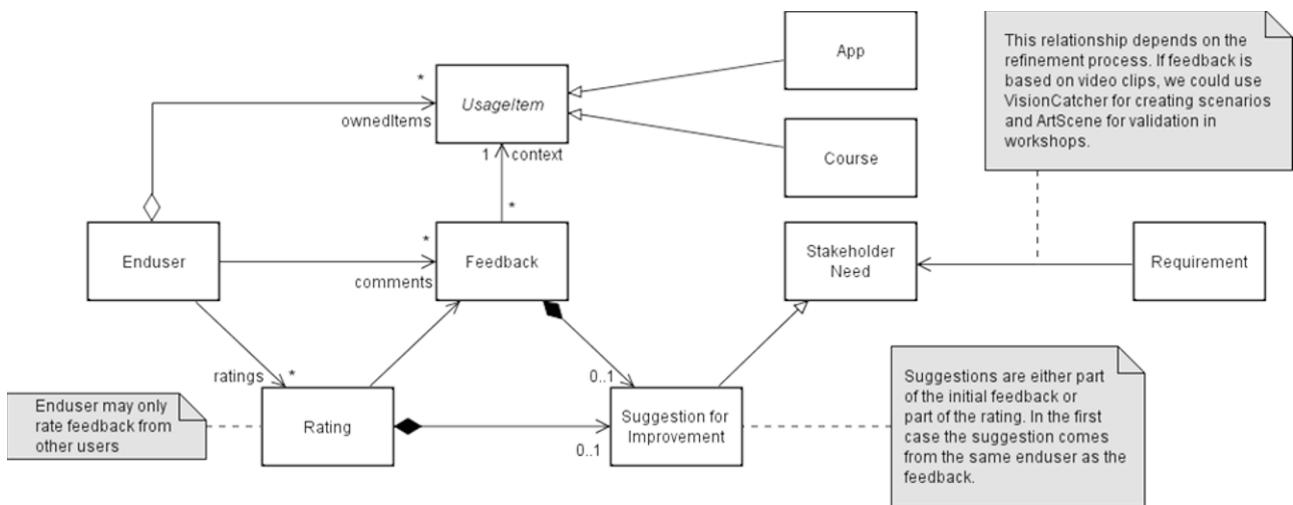 App
This relationship depends on the
refinement process. If feedback is
based on video clips, we could use
VisionCatcher for creating scenarios
and ArtScene for validation in
workshops.
*
UsageItem
ownedItems
1
context
Course
*
*
Enduser
Feedback
comments
Stakeholder
Need
Requirement
ratings
*
0..1
Enduser may only
rate feedback from
other users
Rating
Suggestion for
Improvement
0..1
Suggestions are either part
of the initial feedback or
part of the rating. In the first
case the suggestion comes
from the same enduser as the
feedback.